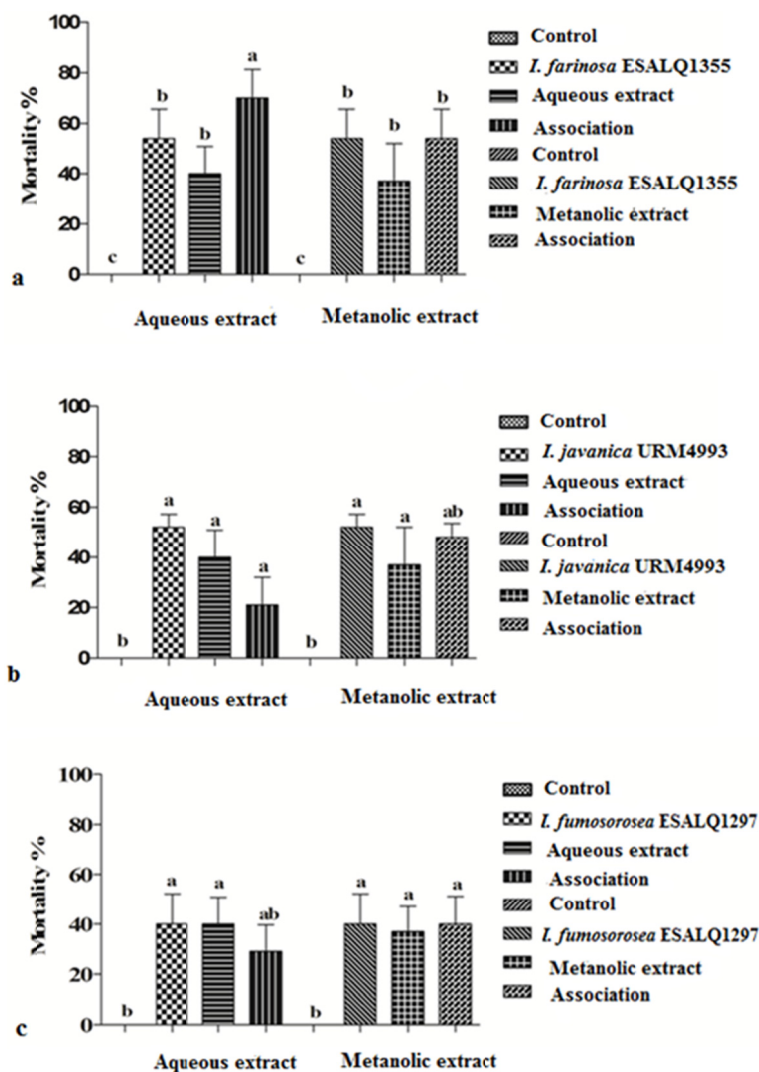 100
80
60
40
20
0
Mortality %
c
b
b
a
c
b
b
b
Aqueous extract
Metanolic extract
Control
I. farinosa ESALQ1355
Aqueous extract
Association
Control
I. farinosa ESALQ1355
Metanolic extract
Association
a
100
80
60
40
20
0
Mortality %
b
a
a
a
b
a
a
ab
Aqueous extract
Metanolic extract
Control
I. javanica URM4993
Aqueous extract
Association
Control
I. javanica URM4993
Metanolic extract
Association
b
100
80
60
40
20
0
Mortality %
b
a
a
ab
b
a
a
a
Aqueous extract
Metanolic extract
Control
I. fumosorosea ESALQ1297
Aqueous extract
Association
Control
I. fumosorosea ESALQ1297
Metanolic extract
Association
c